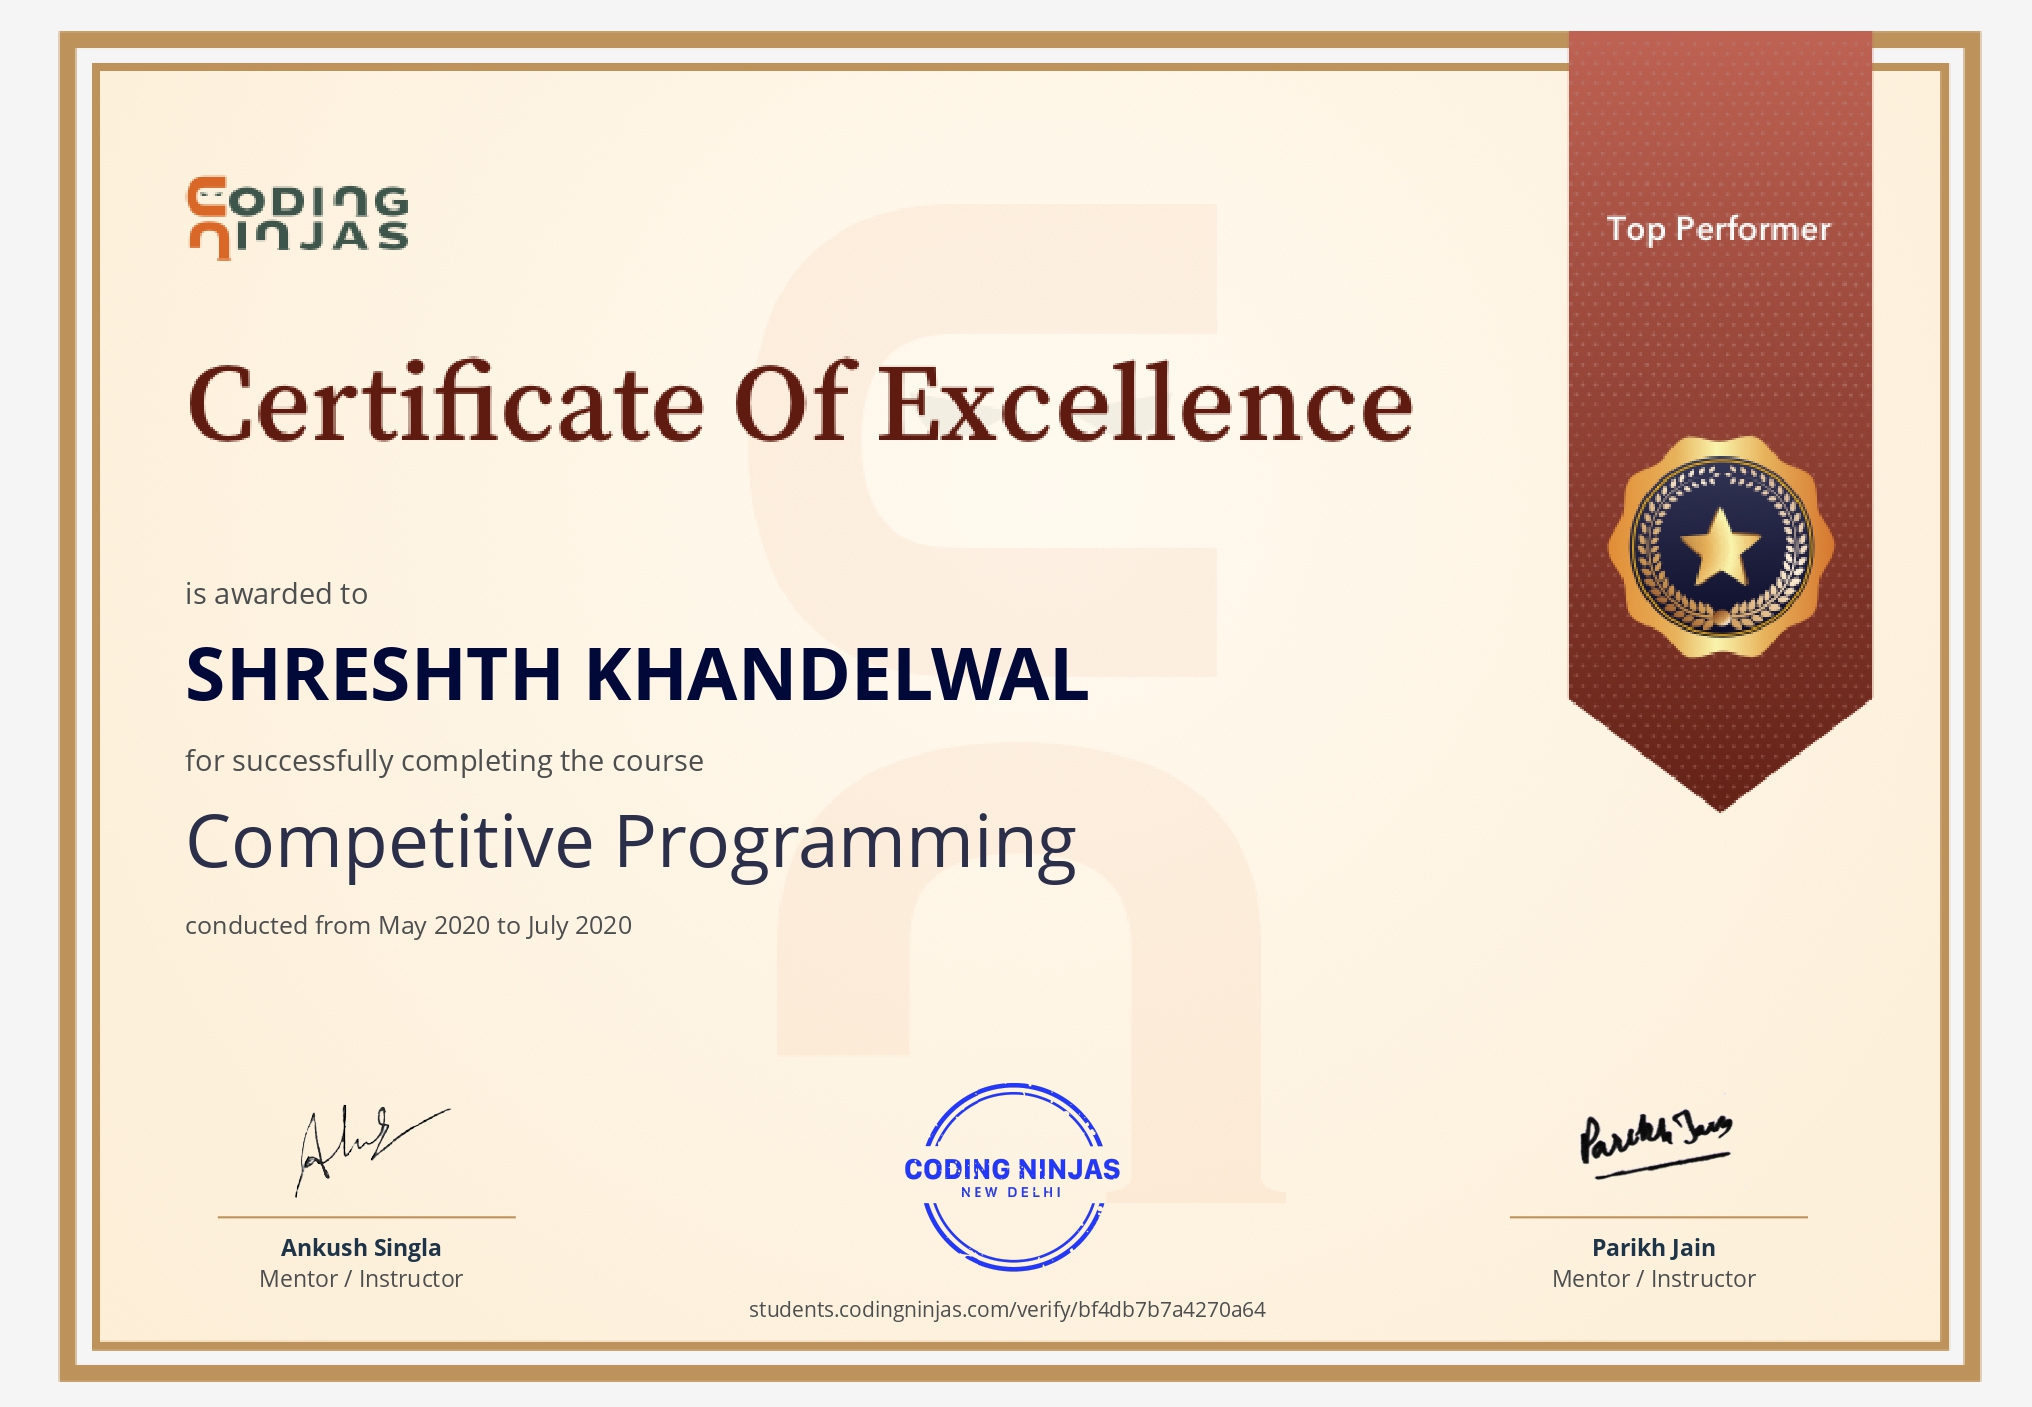 CODING
NINJAS
Top Performer
Certificate Of Excellence
is awarded to
SHRESHTH KHANDELWAL
for successfully completing the course
Competitive Programming
conducted from May 2020 to July 2020
Parikh Jain
CODING NINJAS
NEW DELHI
Ankush Singla
Mentor / Instructor
Parikh Jain
Mentor / Instructor
students.codingninjas.com/verify/bf4db7b7a4270a64